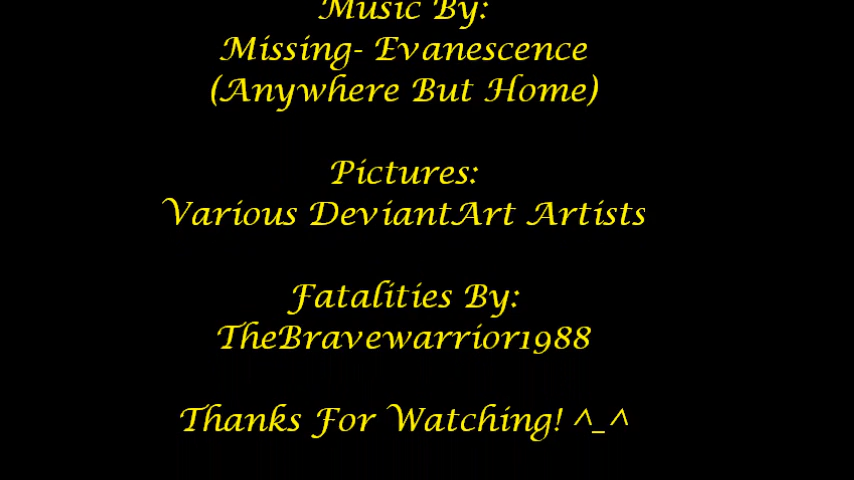 Music By:
Missing- Evanescence
(Anywhere But Home)
Pictures:
Various DeviantArt Artists
Fatalities By:
TheBravewarrior1988
Thanks For Watching! ^_^